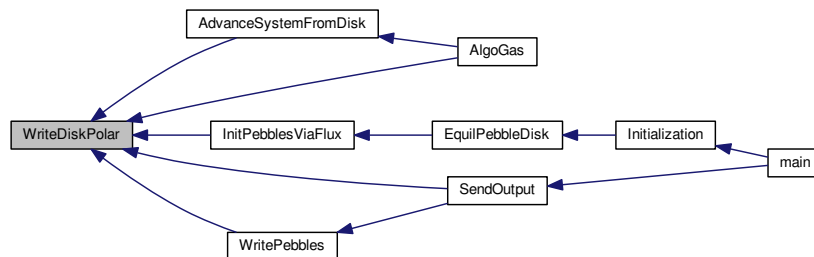 AdvanceSystemFromDisk
AlgoGas
WriteDiskPolar
InitPebblesViaFlux
EquilPebbleDisk
Initialization
main
SendOutput
WritePebbles